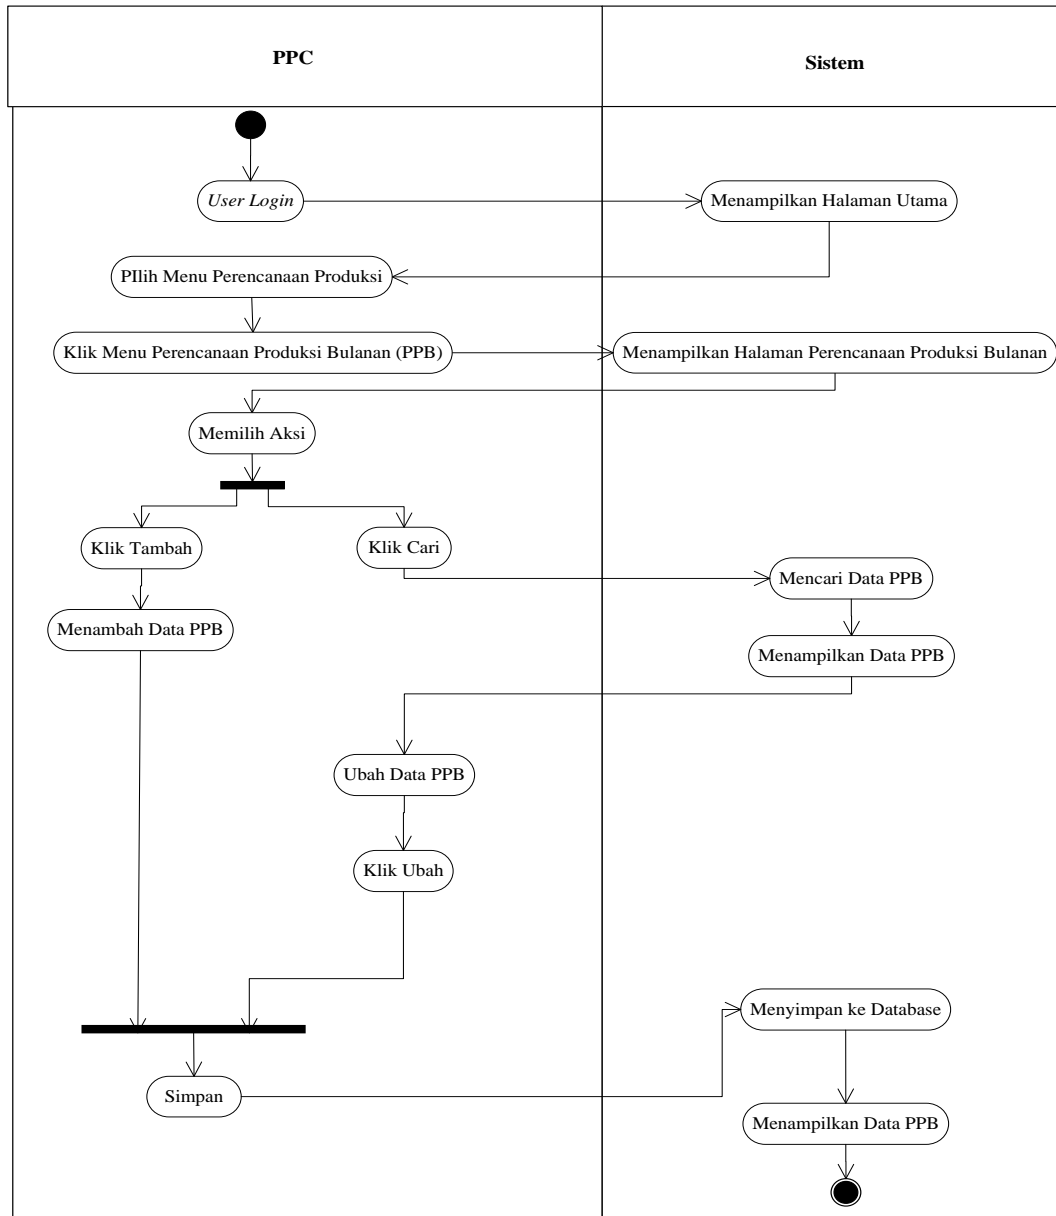 PPC
Sistem
User Login
Menampilkan Halaman Utama
PIlih Menu Perencanaan Produksi
Klik Menu Perencanaan Produksi Bulanan (PPB)
Menampilkan Halaman Perencanaan Produksi Bulanan
Memilih Aksi
Klik Tambah
Klik Cari
Mencari Data PPB
Menambah Data PPB
Menampilkan Data PPB
Ubah Data PPB
Klik Ubah
Menyimpan ke Database
Simpan
Menampilkan Data PPB